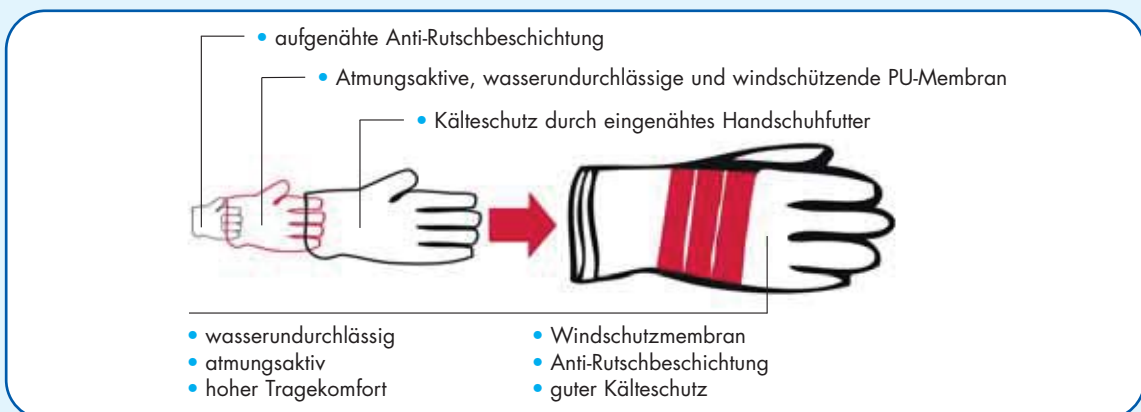 • aufgenähte Anti-Rutschbeschichtung
• Atmungsaktive, wasserundurchlässige und windschützende PU-Membran
• Kälteschutz durch eingenähtes Handschuhfutter
• wasserundurchlässig
• atmungsaktiv
• hoher Tragekomfort
• Windschutzmembran
• Anti-Rutschbeschichtung
• guter Kälteschutz